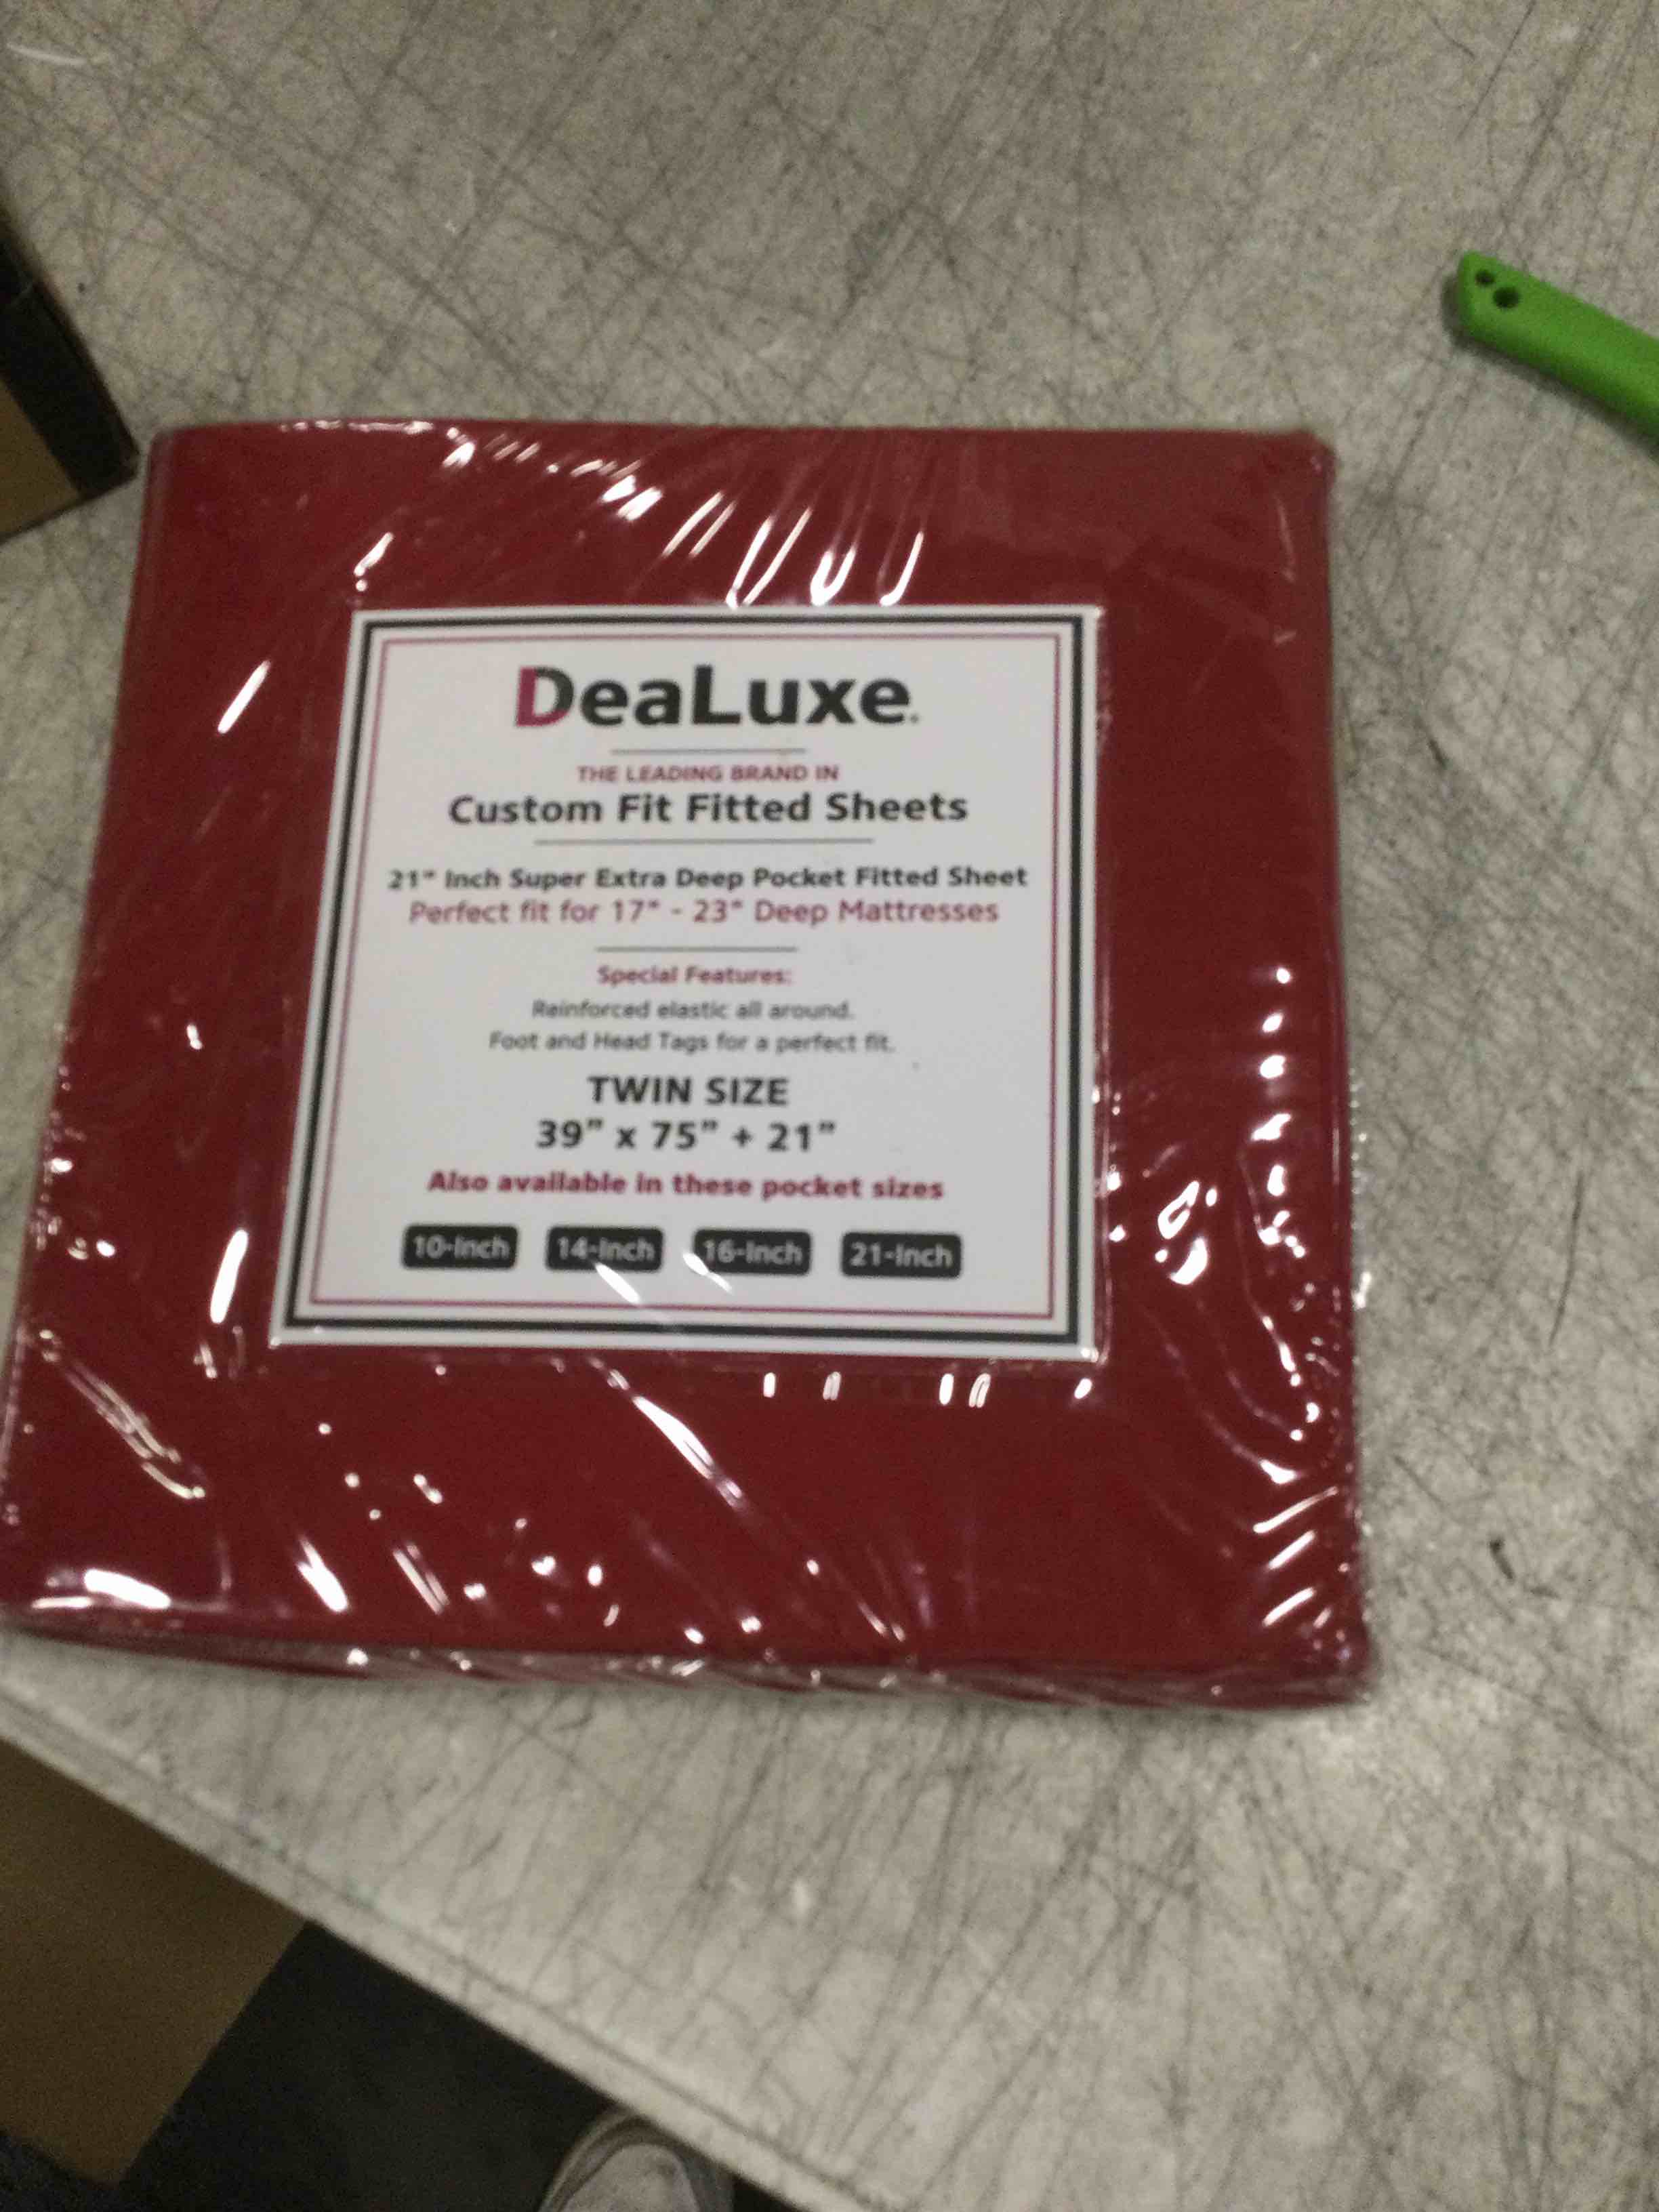 DeaLuxe.
THE LEADING BRAND IN
Custom Fit Fitted Sheets
21" Inch Super Extra Deep Pocket Fitted Sheet
Perfect fit for 17" - 23" Deep Mattresses
Special Features:
Reinforced elastic all around.
Foot and Head Tags for a perfect fit.
TWIN SIZE
39” x 75” + 21”
Also available in these pocket sizes
10-Inch 14-Inch 16-Inch 21-Inch